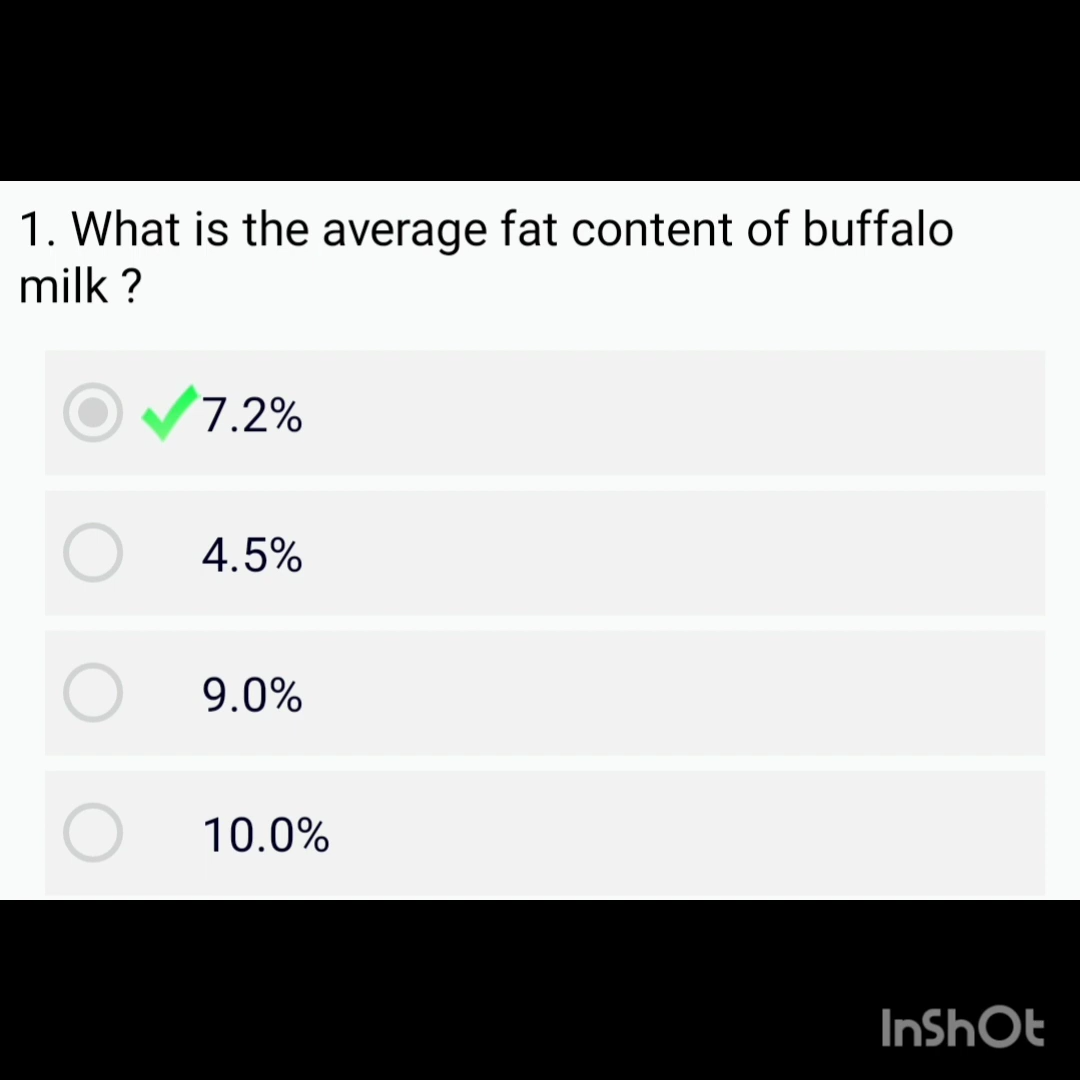 1. What is the average fat content of buffalo
milk ?
7.2%
4.5%
9.0%
10.0%
InShOt